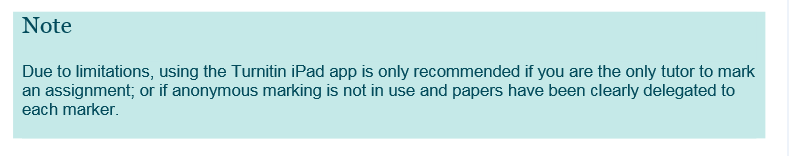 Note
Due to limitations, using the Turnitin iPad app is only recommended if you are the only tutor to mark
an assignment; or if anonymous marking is not in use and papers have been clearly delegated to
each marker.